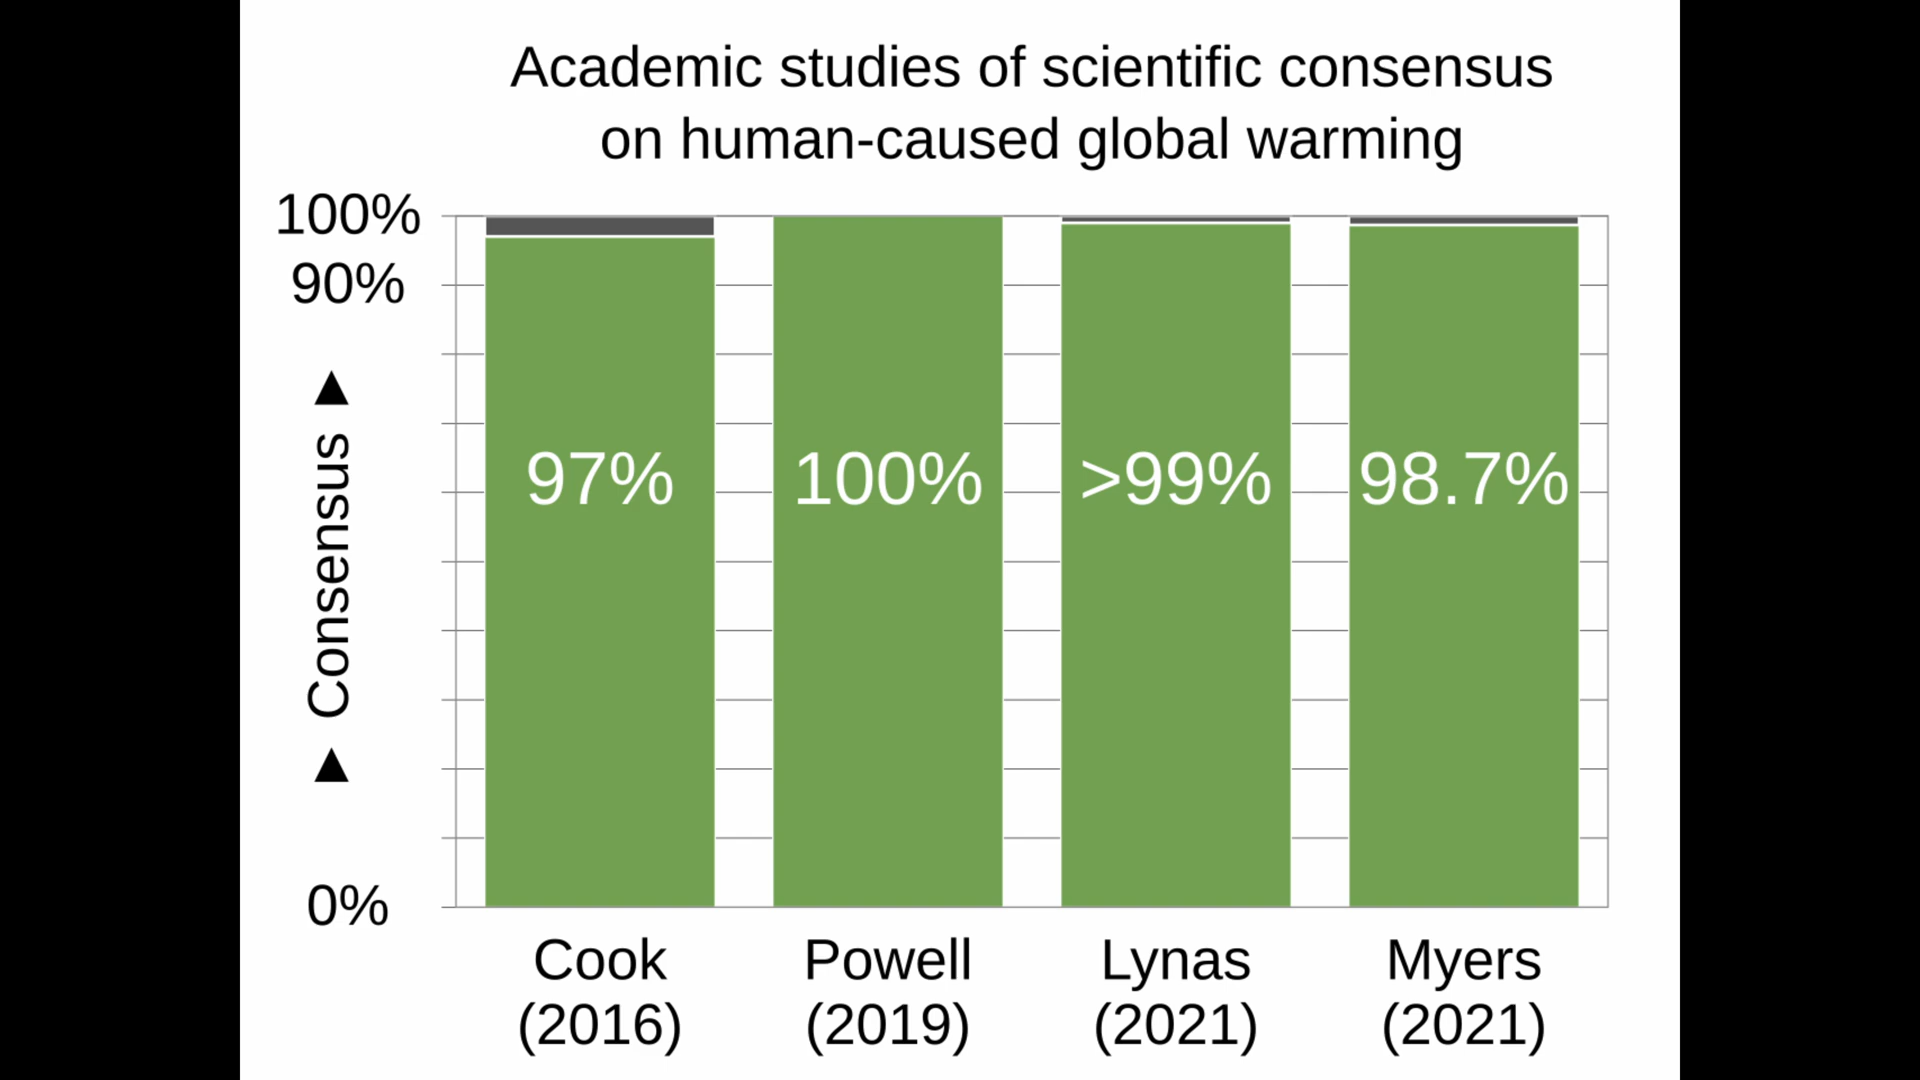 Academic studies of scientific consensus
on human-caused global warming
100%
90%
► Consensus ►
0%
97%
100%
>99%
98.7%
Cook
(2016)
Powell
(2019)
Lynas
(2021)
Myers
(2021)